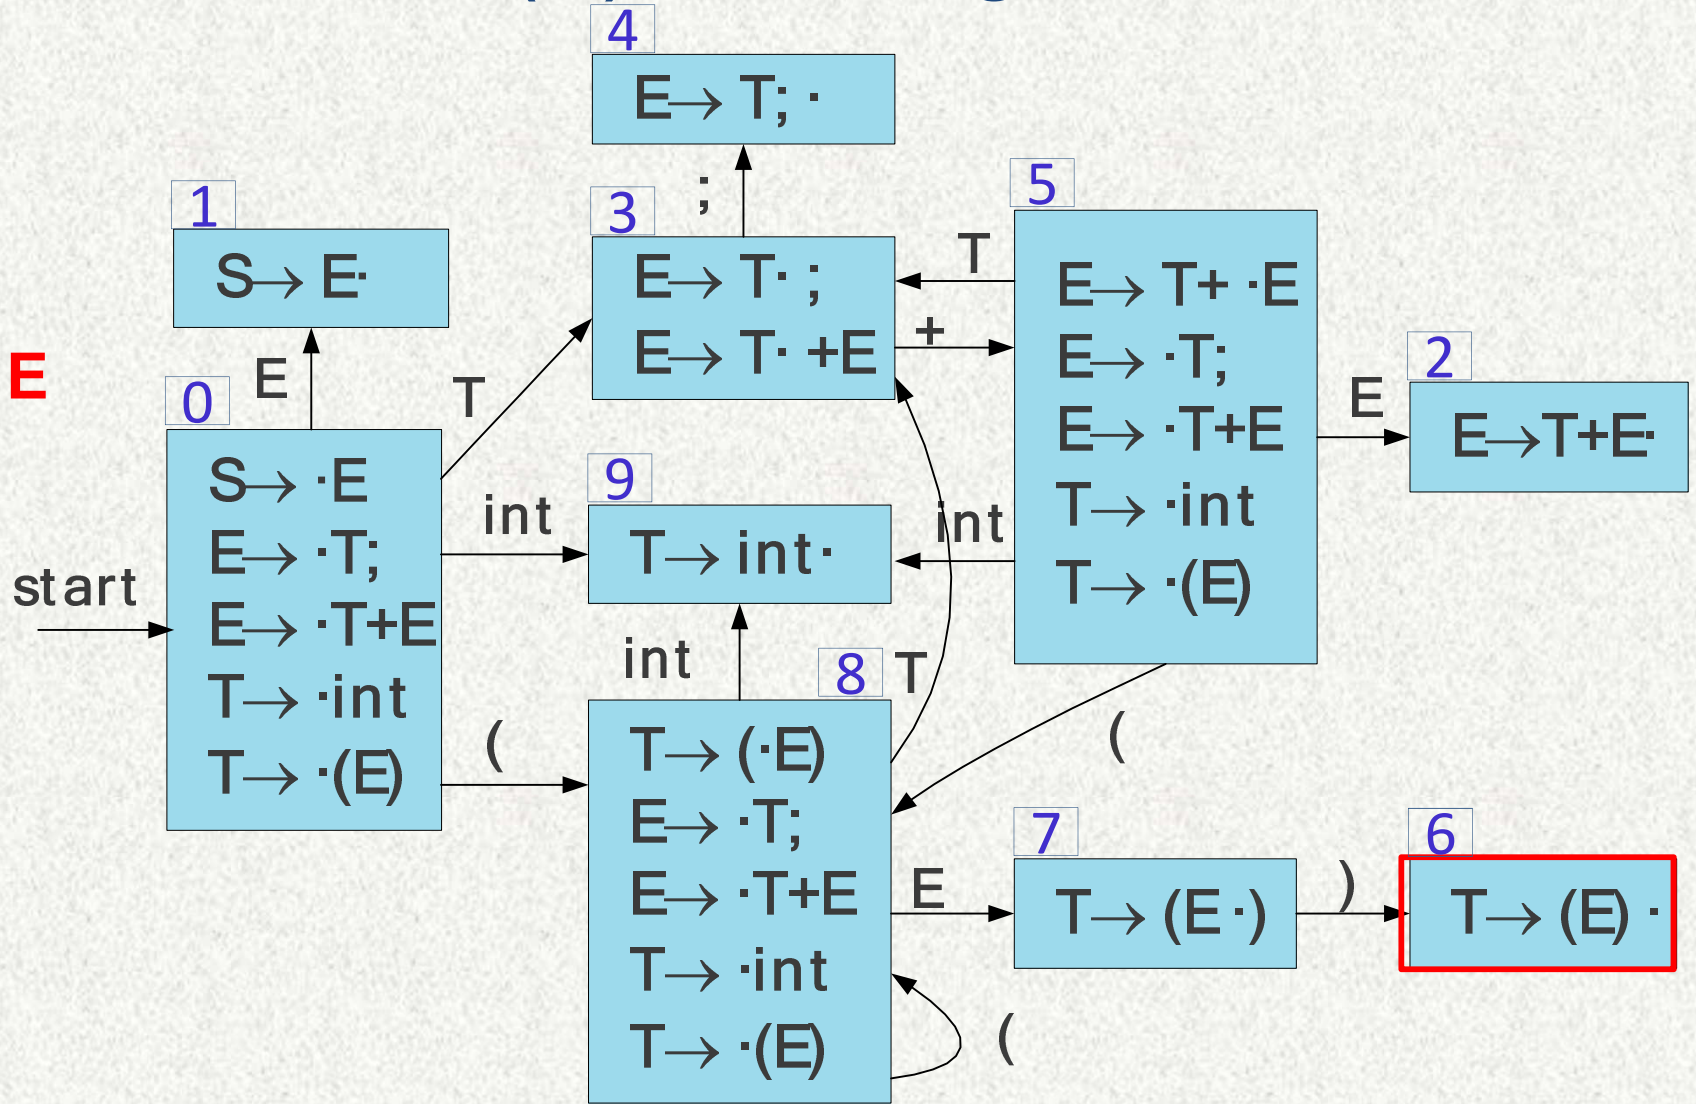 4
E→ T; ·
;
1
S→ E·
E
3
E→ T· ;
E→ T· +E
T
+
5
E→ T+ ·E
E→ ·T;
E→ ·T+E
T→ ·int
T→ ·(E)
E
2
E→T+E·
E
T
0
S→ ·E
E→ ·T;
E→ ·T+E
T→ ·int
T→ ·(E)
start
int
9
T→ int·
int
int
(
8
T
T→ (·E)
E→ ·T;
E→ ·T+E
T→ ·int
T→ ·(E)
(
E
7
T→ (E ·)
)
6
T→ (E) ·
(